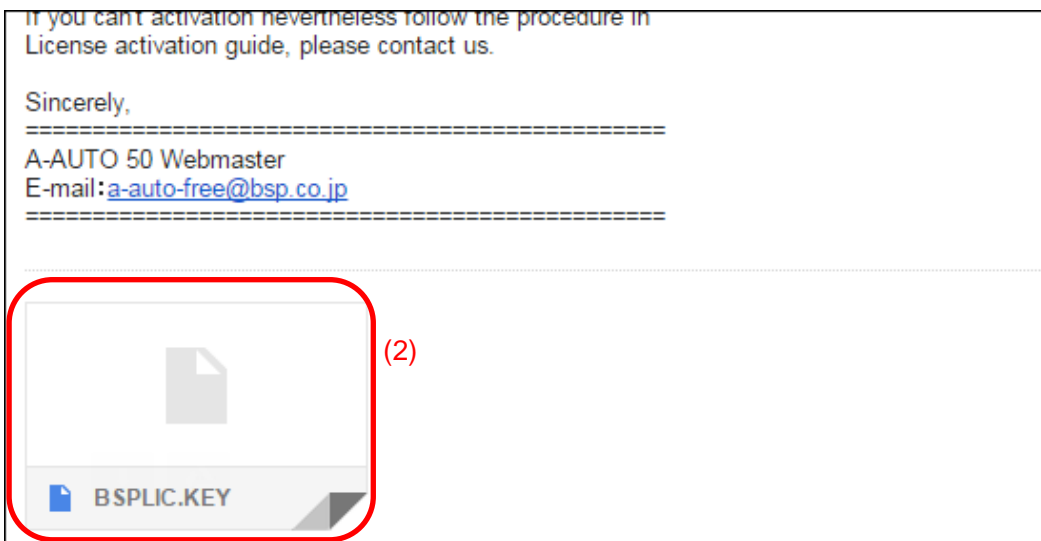 If you can't activation nevertheless follow the procedure in
License activation guide, please contact us.
Sincerely,
================================================
A-AUTO 50 Webmaster
E-mail:a-auto-free@bsp.co.jp
================================================
(2)
BSPLIC.KEY